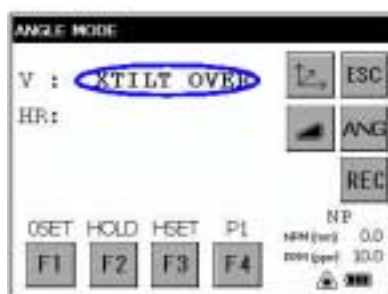 ANGLE MODE
V : XTILT OVER
HR:
ESC
ANG
REC
0SET HOLD HSET P1
F1 F2 F3 F4
NP
0.0
10.0